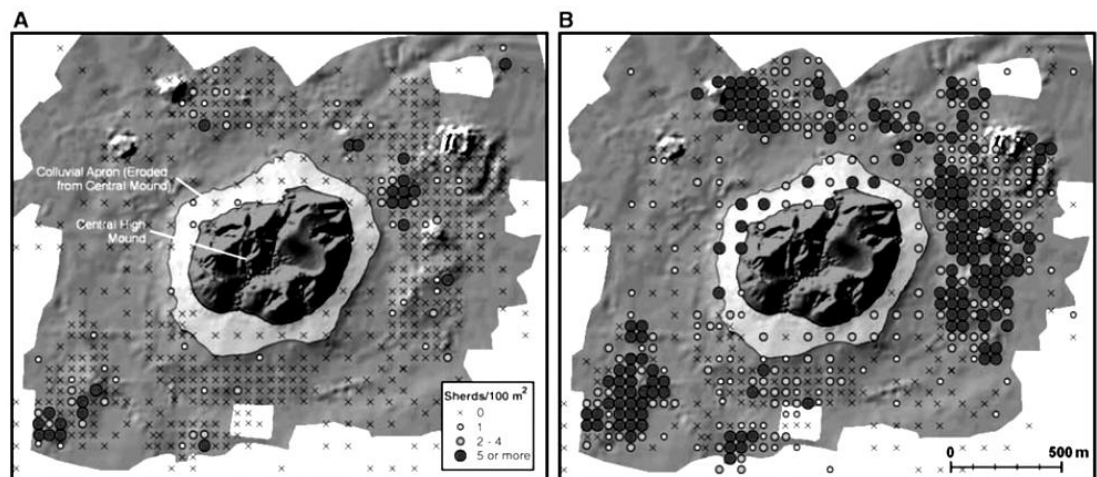 A
B
Colluvial Apron (Eroded
from Central Mound)
Central High
Mound
Sherds/100 m²
0
1
2 - 4
5 or more
0
500 m